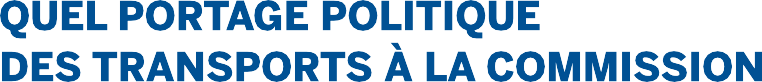 QUEL PORTAGE POLITIQUE
DES TRANSPORTS À LA COMMISSION